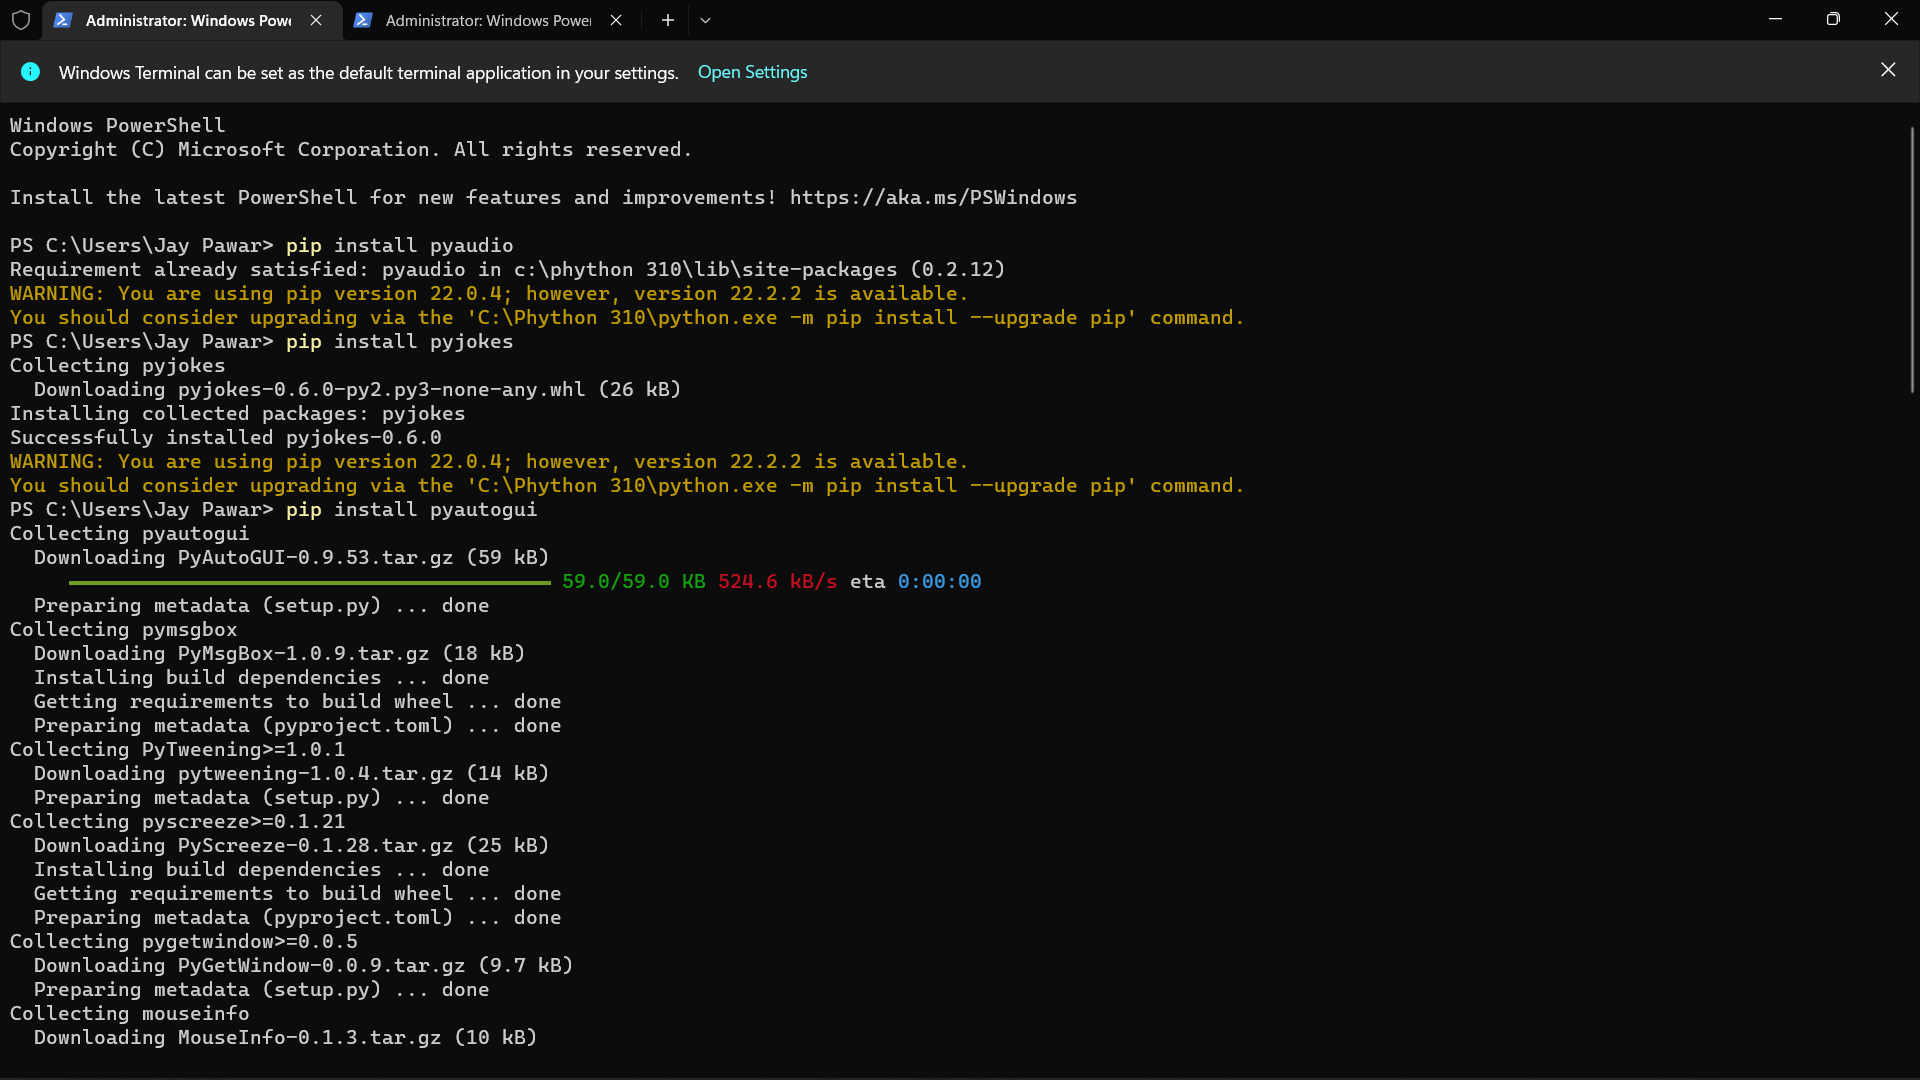 Administrator: Windows Powe
Administrator: Windows Power
Windows Terminal can be set as the default terminal application in your settings. Open Settings
Windows PowerShell
Copyright (C) Microsoft Corporation. All rights reserved.
Install the latest PowerShell for new features and improvements! https://aka.ms/PSWindows
PS C:\Users\Jay Pawar> pip install pyaudio
Requirement already satisfied: pyaudio in c:\phython 310\lib\site-packages (0.2.12)
WARNING: You are using pip version 22.0.4; however, version 22.2.2 is available.
You should consider upgrading via the 'C:\Phython 310\python.exe -m pip install --upgrade pip' command.
PS C:\Users\Jay Pawar> pip install pyjokes
Collecting pyjokes
  Downloading pyjokes-0.6.0-py2.py3-none-any.whl (26 kB)
Installing collected packages: pyjokes
Successfully installed pyjokes-0.6.0
WARNING: You are using pip version 22.0.4; however, version 22.2.2 is available.
You should consider upgrading via the 'C:\Phython 310\python.exe -m pip install --upgrade pip' command.
PS C:\Users\Jay Pawar> pip install pyautogui
Collecting pyautogui
  Downloading PyAutoGUI-0.9.53.tar.gz (59 kB)
59.0/59.0 KB 524.6 kB/s eta 0:00:00
  Preparing metadata (setup.py) ... done
Collecting pymsgbox
  Downloading PyMsgBox-1.0.9.tar.gz (18 kB)
  Installing build dependencies ... done
  Getting requirements to build wheel ... done
  Preparing metadata (pyproject.toml) ... done
Collecting PyTweening>=1.0.1
  Downloading pytweening-1.0.4.tar.gz (14 kB)
  Preparing metadata (setup.py) ... done
Collecting pyscreeze>=0.1.21
  Downloading PyScreeze-0.1.28.tar.gz (25 kB)
  Installing build dependencies ... done
  Getting requirements to build wheel ... done
  Preparing metadata (pyproject.toml) ... done
Collecting pygetwindow>=0.0.5
  Downloading PyGetWindow-0.0.9.tar.gz (9.7 kB)
  Preparing metadata (setup.py) ... done
Collecting mouseinfo
  Downloading MouseInfo-0.1.3.tar.gz (10 kB)